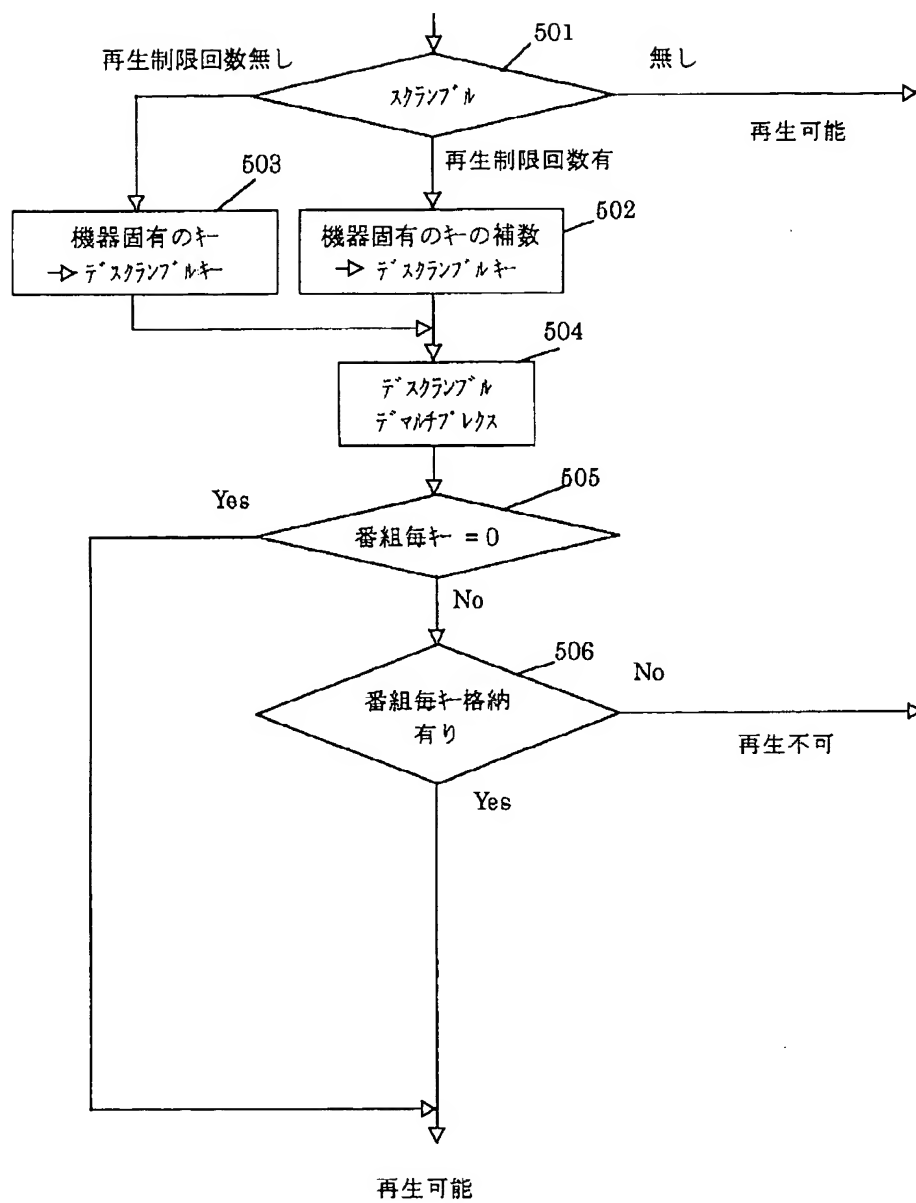 501
再生制限回数無し
無し
スクランブル
再生可能
再生制限回数有
503
502
機器固有のキー
デスクランブルキー
機器固有のキーの補数
デスクランブルキー
504
デスクランブル
デマルチプレクス
505
Yes
番組毎キー = 0
No
506
No
番組毎キー格納
有り
再生不可
Yes
再生可能